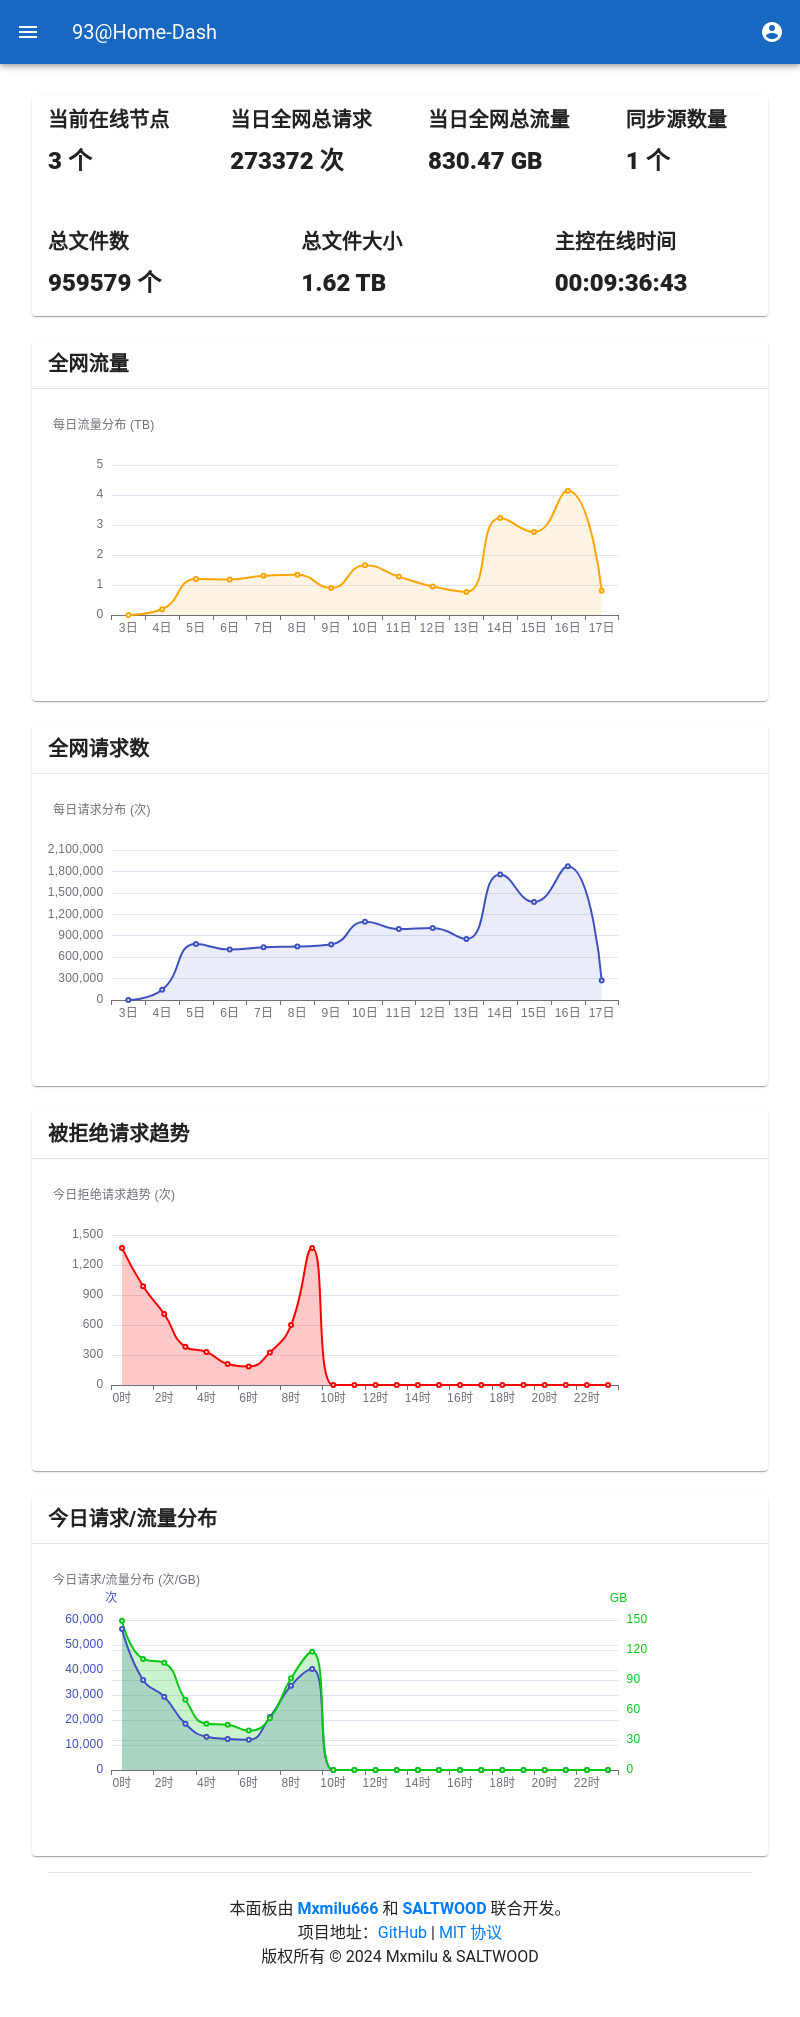 93@Home-Dash
当前在线节点 当日全网总请求 当日全网总流量 同步源数量
3 个 273372 次 830.47 GB 1 个
总文件数 总文件大小 主控在线时间
959579 个 1.62 TB 00:09:36:43
全网流量
每日流量分布 (TB)
5
4
3
2
1
0
3日 4日 5日 6日 7日 8日 9日 10日 11日 12日 13日 14日 15日 16日 17日
全网请求数
每日请求分布 (次)
2,100,000
1,800,000
1,500,000
1,200,000
900,000
600,000
300,000
0
3日 4日 5日 6日 7日 8日 9日 10日 11日 12日 13日 14日 15日 16日 17日
被拒绝请求趋势
今日拒绝请求趋势 (次)
1,500
1,200
900
600
300
0
0时 2时 4时 6时 8时 10时 12时 14时 16时 18时 20时 22时
今日请求/流量分布
今日请求/流量分布 (次/GB)
次 GB
60,000 150
50,000 120
40,000 90
30,000 60
20,000 30
10,000
0 0
0时 2时 4时 6时 8时 10时 12时 14时 16时 18时 20时 22时
本面板由 Mxmilu666 和 SALTWOOD 联合开发。
项目地址：GitHub | MIT 协议
版权所有 © 2024 Mxmilu & SALTWOOD